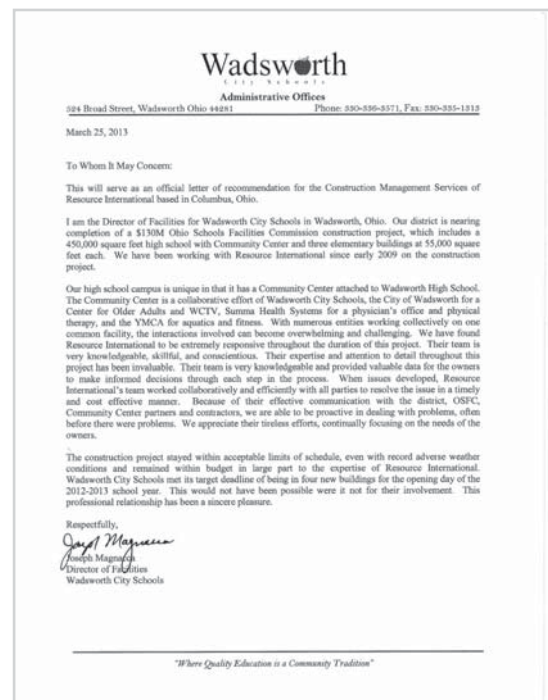 Wadsworth
City Schools
Administrative Offices
524 Broad Street, Wadsworth Ohio 44281 Phone: 330-336-3571, Fax: 330-335-1313
March 25, 2013
To Whom It May Concern:
This will serve as an official letter of recommendation for the Construction Management Services of
Resource International based in Columbus, Ohio.
I am the Director of Facilities for Wadsworth City Schools in Wadsworth, Ohio. Our district is nearing
completion of a $130M Ohio Schools Facilities Commission construction project, which includes a
450,000 square feet high school with Community Center and three elementary buildings at 55,000 square
feet each. We have been working with Resource International since early 2009 on the construction
project.
Our high school campus is unique in that it has a Community Center attached to Wadsworth High School.
The Community Center is a collaborative effort of Wadsworth City Schools, the City of Wadsworth for a
Center for Older Adults and WCTV, Summa Health Systems for a physician's office and physical
therapy, and the YMCA for aquatics and fitness. With numerous entities working collectively on one
common facility, the interactions involved can become overwhelming and challenging. We have found
Resource International to be extremely responsive throughout the duration of this project. Their team is
very knowledgeable, skillful, and conscientious. Their expertise and attention to detail throughout this
project has been invaluable. Their team is very knowledgeable and provided valuable data for the owners
to make informed decisions through each step in the process. When issues developed, Resource
International's team worked collaboratively and efficiently with all parties to resolve the issue in a timely
and cost effective manner. Because of their effective communication with the district, OSFC,
Community Center partners and contractors, we are able to be proactive in dealing with problems, often
before there were problems. We appreciate their tireless efforts, continually focusing on the needs of the
owners.
The construction project stayed within acceptable limits of schedule, even with record adverse weather
conditions and remained within budget in large part to the expertise of Resource International.
Wadsworth City Schools met its target deadline of being in four new buildings for the opening day of the
2012-2013 school year. This would not have been possible were it not for their involvement. This
professional relationship has been a sincere pleasure.
Respectfully,
Joseph Magnacca
Director of Facilities
Wadsworth City Schools
"Where Quality Education is a Community Tradition"